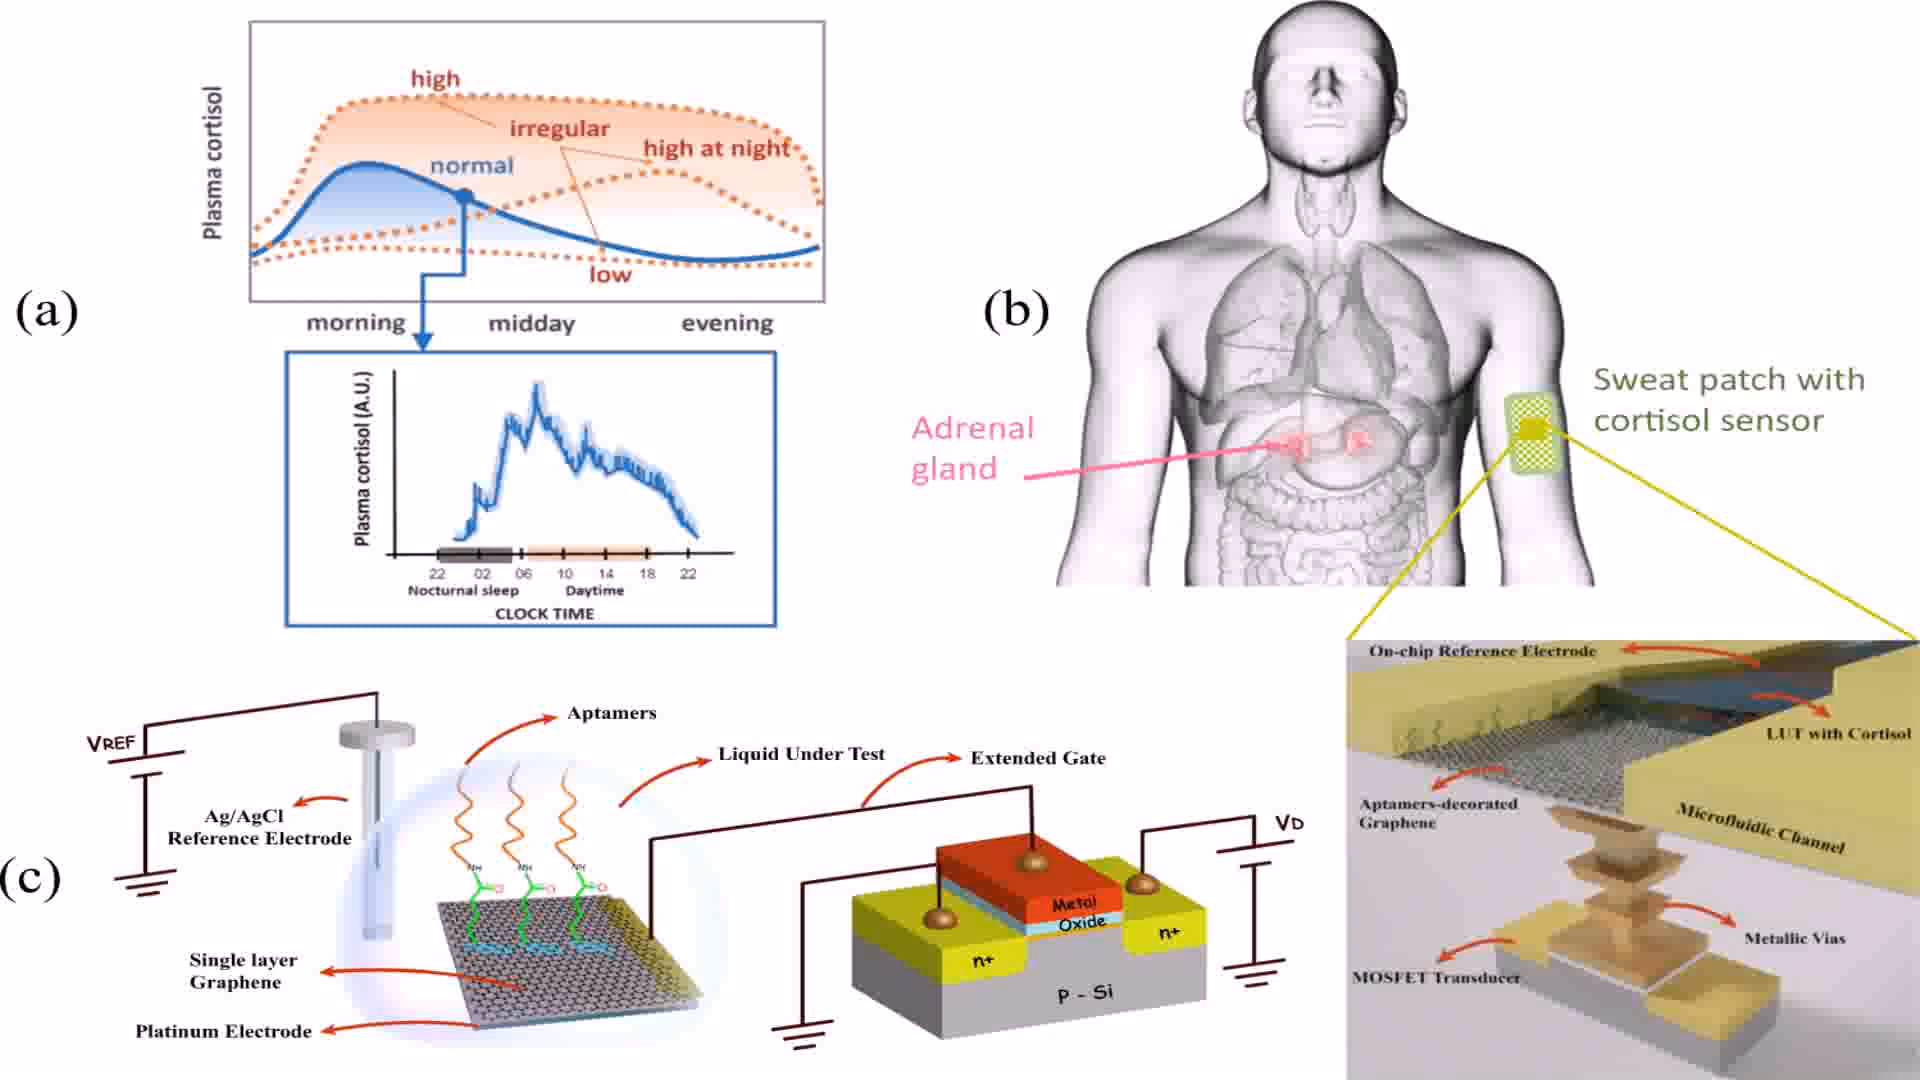 (a)
Plasma cortisol
high
irregular
high at night
normal
low
morning midday evening
Plasma cortisol (A.U.)
22 02 06 10 14 18 22
Nocturnal sleep Daytime
CLOCK TIME
(b)
Adrenal
gland
Sweat patch with
cortisol sensor
On-chip Reference Electrode
LUT with Cortisol
Aptamers-decorated
Graphene
Microfluidic Channel
Metallic Vias
MOSFET Transducer
(c)
VREF
Ag/AgCl
Reference Electrode
Aptamers
Liquid Under Test
Extended Gate
NH NH NH
O O O
Single layer
Graphene
Platinum Electrode
VD
Metal
Oxide
n+
n+
P - Si